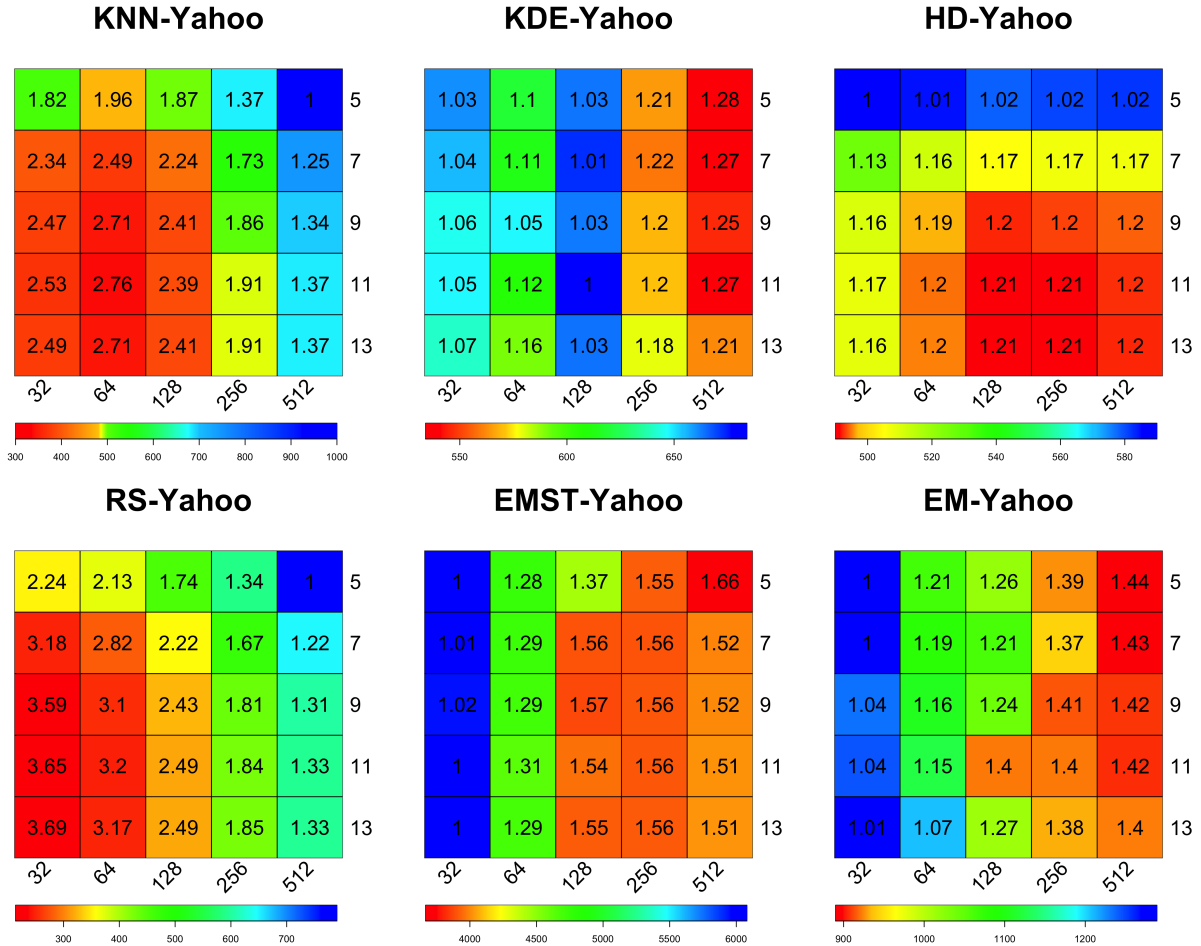 KNN-Yahoo KDE-Yahoo HD-Yahoo
1.82 1.96 1.87 1.37 1 5 1.03 1.1 1.03 1.21 1.28 5 1 1.01 1.02 1.02 1.02 5
2.34 2.49 2.24 1.73 1.25 7 1.04 1.11 1.01 1.22 1.27 7 1.13 1.16 1.17 1.17 1.17 7
2.47 2.71 2.41 1.86 1.34 9 1.06 1.05 1.03 1.2 1.25 9 1.16 1.19 1.2 1.2 1.2 9
2.53 2.76 2.39 1.91 1.37 11 1.05 1.12 1 1.2 1.27 11 1.17 1.2 1.21 1.21 1.2 11
2.49 2.71 2.41 1.91 1.37 13 1.07 1.16 1.03 1.18 1.21 13 1.16 1.2 1.21 1.21 1.2 13
32 64 128 256 512 32 64 128 256 512 32 64 128 256 512
300 400 500 600 700 800 900 1000 550 600 650 500 520 540 560 580
RS-Yahoo EMST-Yahoo EM-Yahoo
2.24 2.13 1.74 1.34 1 5 1 1.28 1.37 1.55 1.66 5 1 1.21 1.26 1.39 1.44 5
3.18 2.82 2.22 1.67 1.22 7 1.01 1.29 1.56 1.56 1.52 7 1 1.19 1.21 1.37 1.43 7
3.59 3.1 2.43 1.81 1.31 9 1.02 1.29 1.57 1.56 1.52 9 1.04 1.16 1.24 1.41 1.42 9
3.65 3.2 2.49 1.84 1.33 11 1 1.31 1.54 1.56 1.51 11 1.04 1.15 1.4 1.4 1.42 11
3.69 3.17 2.49 1.85 1.33 13 1 1.29 1.55 1.56 1.51 13 1.01 1.07 1.27 1.38 1.4 13
32 64 128 256 512 32 64 128 256 512 32 64 128 256 512
300 400 500 600 700 4000 4500 5000 5500 6000 900 1000 1100 1200